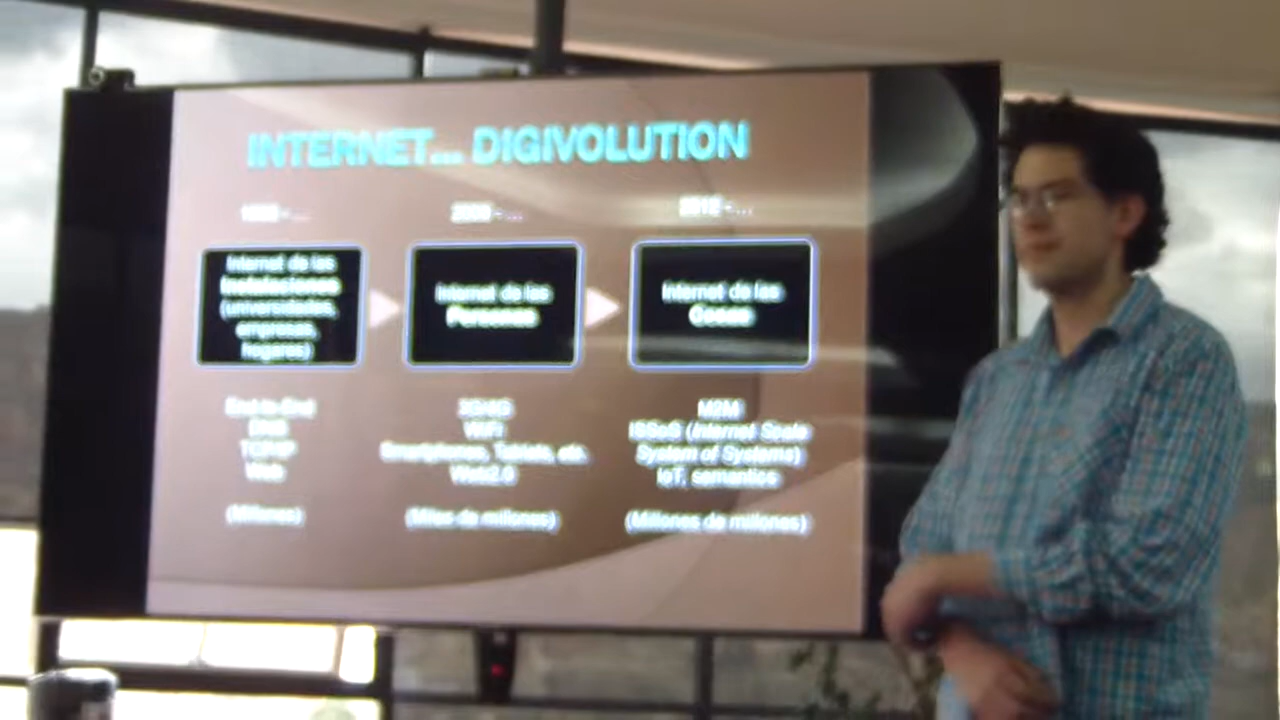 INTERNET... DIGIVOLUTION
2012 - ...
Internet de las
Instalaciones
(universidades,
empresas,
hogares)
Internet de las
Personas
Internet de las
Cosas
End-to-End
DNS
TCP/IP
Web
(Millones)
3G/4G
WiFi
Smartphones, Tablets, etc.
Web2.0
(Miles de millones)
M2M
ISSoS (Internet Scale
System of Systems)
IoT, semantics
(Millones de millones)